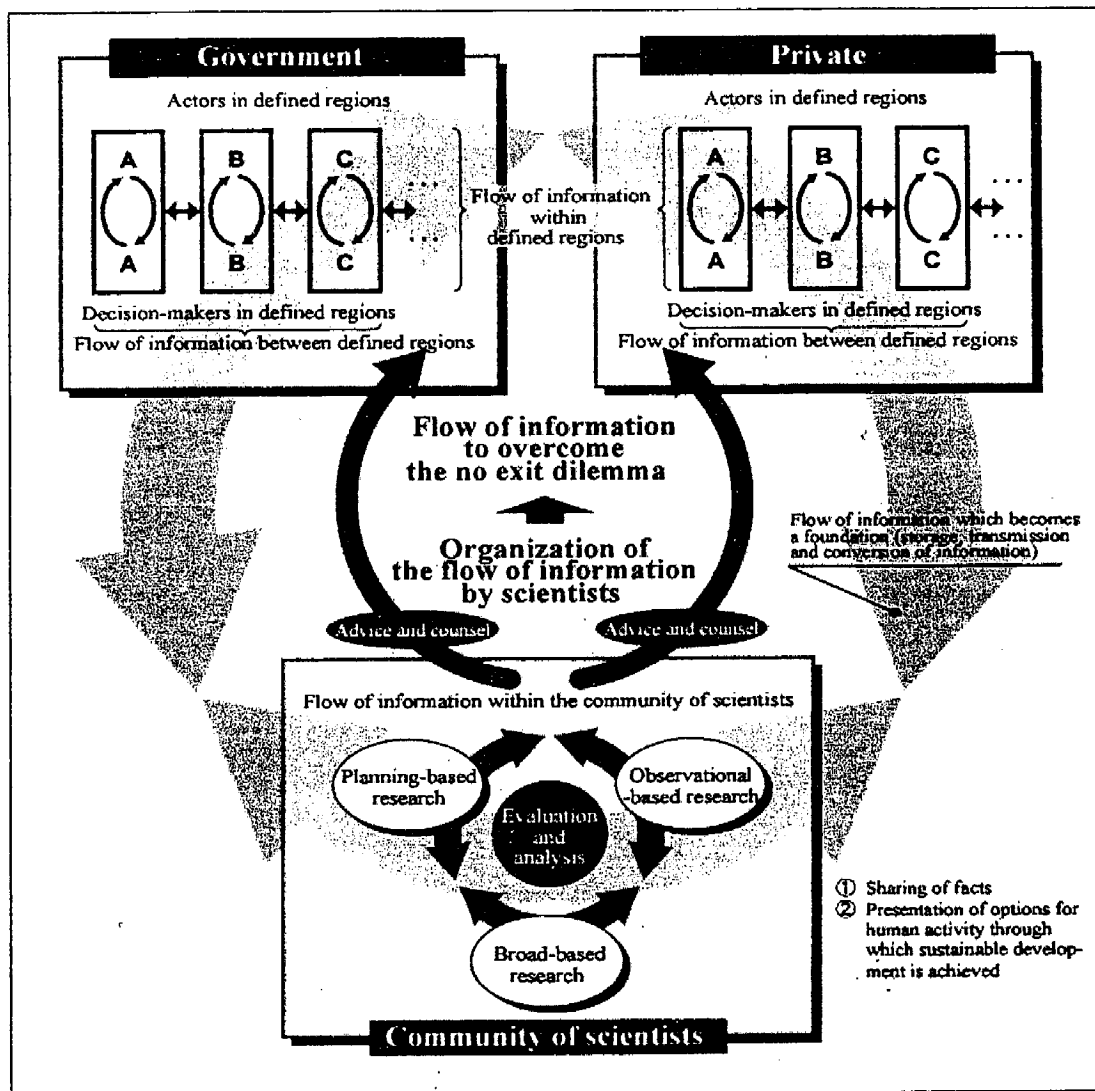 Government
Actors in defined regions
A
B
C
...
...
A
B
C
Decision-makers in defined regions
Flow of information between defined regions
Flow of information
within
defined regions
Private
Actors in defined regions
A
B
C
...
...
A
B
C
Decision-makers in defined regions
Flow of information between defined regions
Flow of information
to overcome
the no exit dilemma
Organization of
the flow of information
by scientists
Flow of information which becomes
a foundation (storage, transmission
and conversion of information)
Advice and counsel
Advice and counsel
Flow of information within the community of scientists
Planning-based
research
Observational
-based research
Evaluation
and
analysis
Broad-based
research
① Sharing of facts
② Presentation of options for
human activity through
which sustainable develop-
ment is achieved
Community of scientists